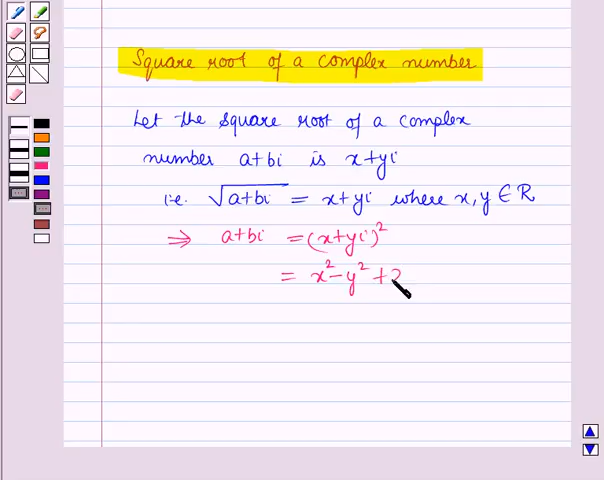 Square root of a complex number
Let the square root of a complex
number a+bi is x+yi
i.e. √a+bi = x+yi where x, y ∈ R
⇒ a+bi = (x+yi)²
= x² - y² + 2